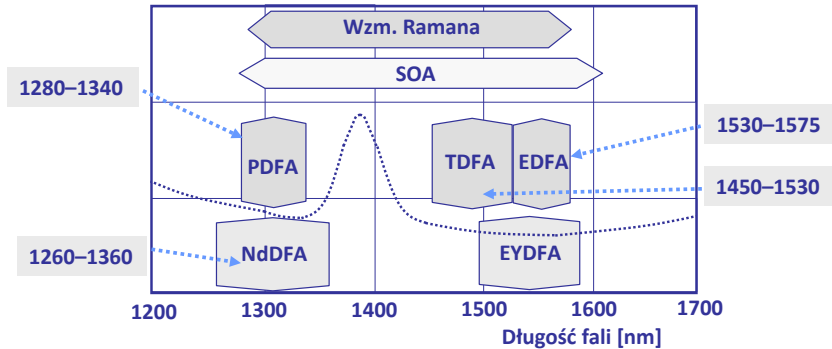 Wzm. Ramana
SOA
1280–1340
1530–1575
PDFA
TDFA
EDFA
1450–1530
1260–1360
NdDFA
EYDFA
1200
1300
1400
1500
1600
1700
Długość fali [nm]